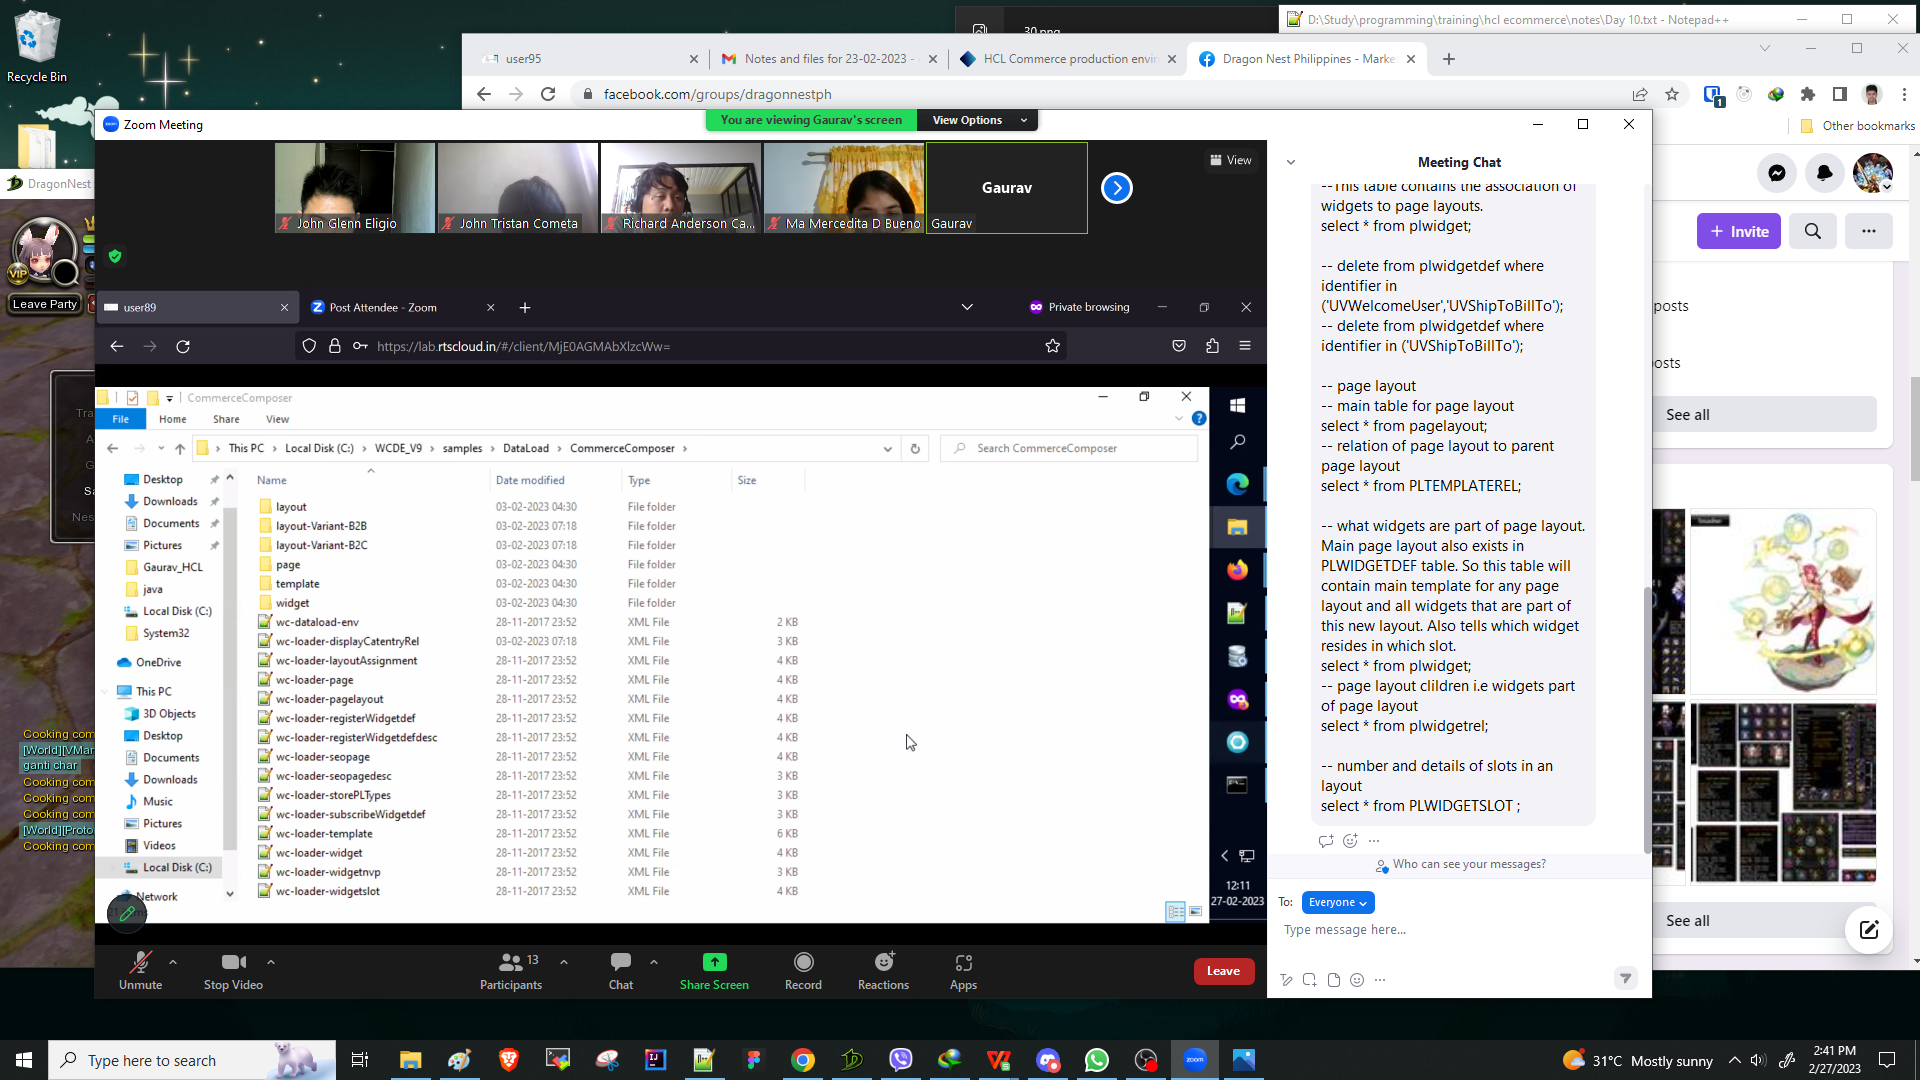 Recycle Bin
30.png
D:\Study\programming\training\hcl ecommerce\notes\Day 10.txt - Notepad++
user95
Notes and files for 23-02-2023 -
HCL Commerce production envir
Dragon Nest Philippines - Marke
facebook.com/groups/dragonnestph
Other bookmarks
Zoom Meeting
You are viewing Gaurav's screen
View Options
View
John Glenn Eligio
John Tristan Cometa
Richard Anderson Ca...
Ma Mercedita D Bueno
Gaurav
Gaurav
DragonNest
VIP
Leave Party
user89
Post Attendee - Zoom
Private browsing
https://lab.rtscloud.in/#/client/MjE0AGMAbXlzcWw=
CommerceComposer
File
Home
Share
View
This PC
Local Disk (C:)
WCDE_V9
samples
DataLoad
CommerceComposer
Search CommerceComposer
Name
Date modified
Type
Size
layout 03-02-2023 04:30 File folder
layout-Variant-B2B 03-02-2023 07:18 File folder
layout-Variant-B2C 03-02-2023 07:18 File folder
page 03-02-2023 04:30 File folder
template 03-02-2023 04:30 File folder
widget 03-02-2023 04:30 File folder
wc-dataload-env 28-11-2017 23:52 XML File 2 KB
wc-loader-displayCatentryRel 03-02-2023 07:18 XML File 3 KB
wc-loader-layoutAssignment 28-11-2017 23:52 XML File 4 KB
wc-loader-page 28-11-2017 23:52 XML File 4 KB
wc-loader-pagelayout 28-11-2017 23:52 XML File 4 KB
wc-loader-registerWidgetdef 28-11-2017 23:52 XML File 4 KB
wc-loader-registerWidgetdefdesc 28-11-2017 23:52 XML File 4 KB
wc-loader-seopage 28-11-2017 23:52 XML File 4 KB
wc-loader-seopagedesc 28-11-2017 23:52 XML File 3 KB
wc-loader-storePLTypes 28-11-2017 23:52 XML File 3 KB
wc-loader-subscribeWidgetdef 28-11-2017 23:52 XML File 3 KB
wc-loader-template 28-11-2017 23:52 XML File 6 KB
wc-loader-widget 28-11-2017 23:52 XML File 4 KB
wc-loader-widgetnvp 28-11-2017 23:52 XML File 3 KB
wc-loader-widgetslot 28-11-2017 23:52 XML File 4 KB
Desktop
Downloads
Documents
Pictures
Gaurav_HCL
java
Local Disk (C:)
System32
OneDrive
This PC
3D Objects
Desktop
Documents
Downloads
Music
Pictures
Videos
Local Disk (C:)
Network
12:11
27-02-2023
Cooking com
[World][VMar
ganti char
Cooking com
Cooking com
Cooking com
[World][Proto
Cooking com
Unmute
Stop Video
13
Participants
Chat
Share Screen
Record
Reactions
Apps
Leave
Meeting Chat
--This table contains the association of
widgets to page layouts.
select * from plwidget;
-- delete from plwidgetdef where
identifier in
('UVWelcomeUser','UVShipToBillTo');
-- delete from plwidgetdef where
identifier in ('UVShipToBillTo');
-- page layout
-- main table for page layout
select * from pagelayout;
-- relation of page layout to parent
page layout
select * from PLTEMPLATEREL;
-- what widgets are part of page layout.
Main page layout also exists in
PLWIDGETDEF table. So this table will
contain main template for any page
layout and all widgets that are part of
this new layout. Also tells which widget
resides in which slot.
select * from plwidget;
-- page layout clildren i.e widgets part
of page layout
select * from plwidgetrel;
-- number and details of slots in an
layout
select * from PLWIDGETSLOT ;
Who can see your messages?
To:
Everyone
Type message here...
Invite
posts
osts
See all
See all
Type here to search
31°C Mostly sunny
2:41 PM
2/27/2023